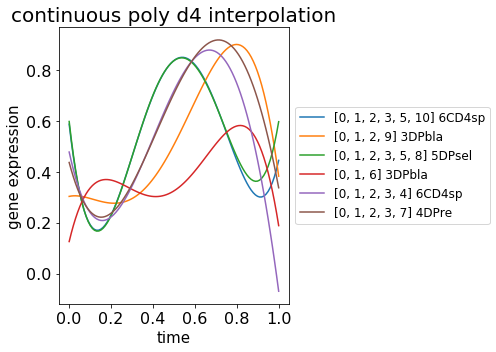 continuous poly d4 interpolation
gene expression
0.8
0.6
0.4
0.2
0.0
0.0 0.2 0.4 0.6 0.8 1.0
time
[0, 1, 2, 3, 5, 10] 6CD4sp
[0, 1, 2, 9] 3DPbla
[0, 1, 2, 3, 5, 8] 5DPsel
[0, 1, 6] 3DPbla
[0, 1, 2, 3, 4] 6CD4sp
[0, 1, 2, 3, 7] 4DPre